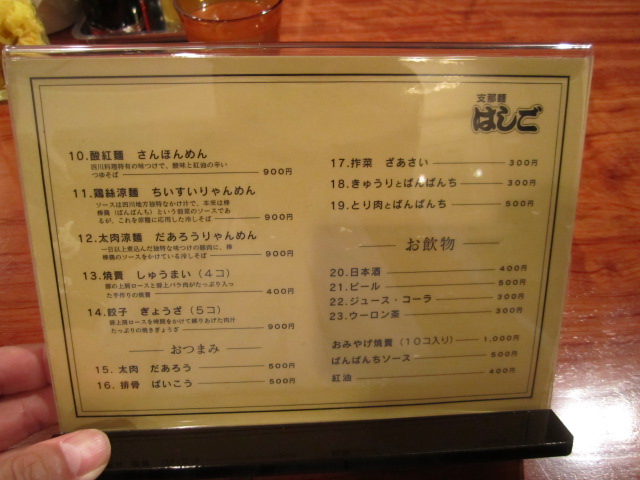 支那麺
はしご
10.酸紅麺 さんほんめん
四川料理特有の味つけで、酸味と紅油の辛い
つゆそば 900円
11.鶏絲涼麺 ちいすいりゃんめん
ソースは四川地方独特なかけ汁で、本来は棒
棒鶏(ばんばんち)という前菜のソースであ
るが、これを涼麺に応用した冷しそば 900円
12.太肉涼麺 だあろうりゃんめん
一日以上煮込んだ独特な味つけの豚肉に、棒
棒鶏のソースをかけている冷しそば 900円
13.焼賣 しゅうまい(4コ)
豚の上肩ロースと豚上バラ肉がたっぷり入っ
た手作りの焼賣 400円
14.餃子 ぎょうざ(5コ)
豚上肩ロースを時間をかけて練りあげた肉汁
たっぷりの焼きぎょうざ 900円
おつまみ
15. 太肉 だあろう 500円
16. 排骨 ぱいこう 500円
17.搾菜 ざあさい 300円
18.きゅうりとばんばんち 300円
19.とり肉とばんばんち 500円
お飲物
20.日本酒 400円
21.ビール 500円
22.ジュース・コーラ 300円
23.ウーロン茶 300円
おみやげ焼賣(10コ入り) 1,000円
ばんばんちソース 500円
紅油 400円